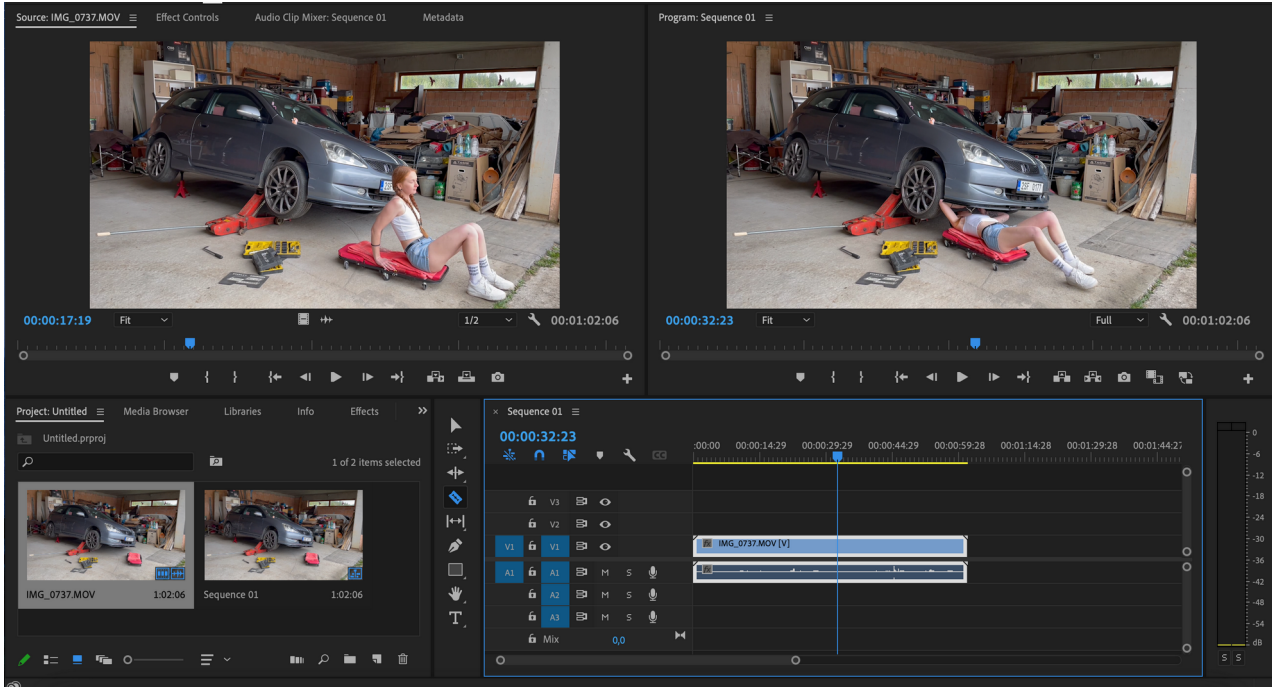 Source: IMG_0737.MOV
Effect Controls
Audio Clip Mixer: Sequence 01
Metadata
Program: Sequence 01
00:00:17:19
Fit
1/2
00:01:02:06
00:00:32:23
Fit
Full
00:01:02:06
Project: Untitled
Media Browser
Libraries
Info
Effects
Untitled.prproj
1 of 2 items selected
IMG_0737.MOV
1:02:06
Sequence 01
1:02:06
× Sequence 01
00:00:32:23
:00:00 00:00:14:29 00:00:29:29 00:00:44:29 00:00:59:28 00:01:14:28 00:01:29:28 00:01:44:27
V3
V2
V1 V1
IMG_0737.MOV [V]
A1 A1 M S
A2 M S
A3 M S
Mix 0,0
0
-6
-12
-18
-24
-30
-36
-42
-48
-54
dB
S S